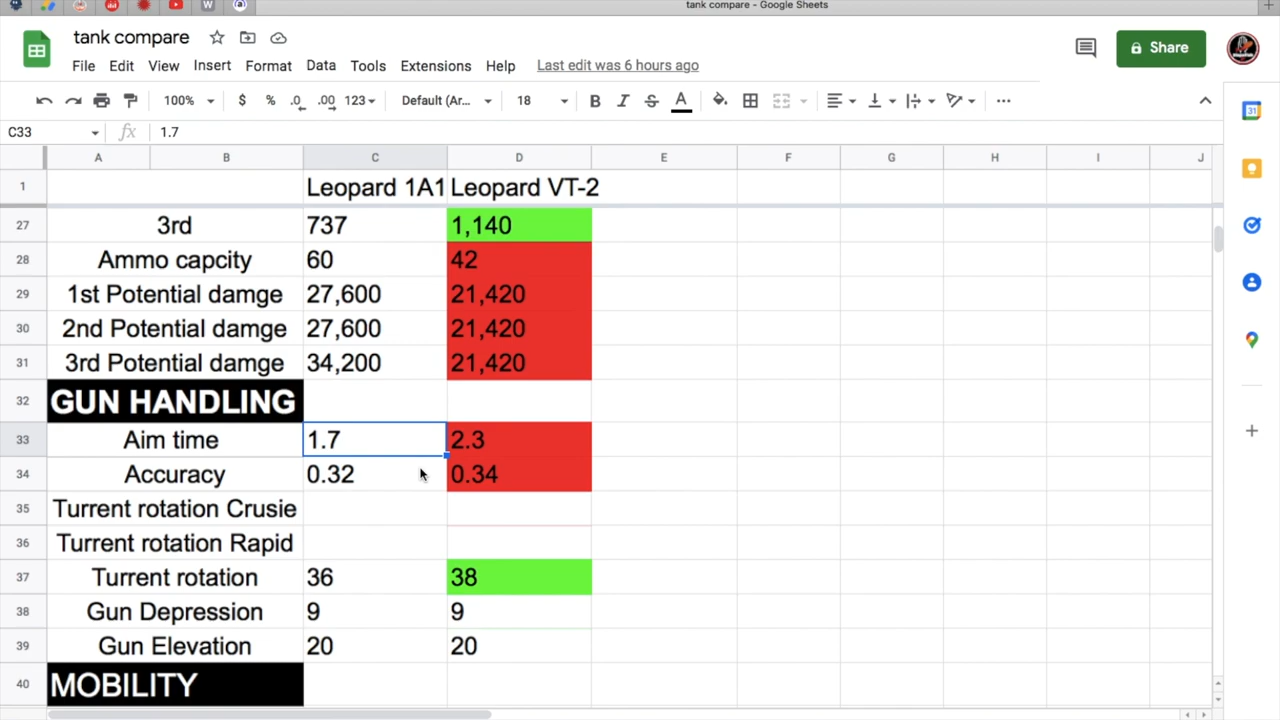 tank compare - Google Sheets
tank compare
File Edit View Insert Format Data Tools Extensions Help Last edit was 6 hours ago
Share
100% $ % .0 .00 123 Default (Ar... 18 B I S A
C33 fx 1.7
A B C D E F G H I J
1 Leopard 1A1 Leopard VT-2
27 3rd 737 1,140
28 Ammo capcity 60 42
29 1st Potential damge 27,600 21,420
30 2nd Potential damge 27,600 21,420
31 3rd Potential damge 34,200 21,420
32 GUN HANDLING
33 Aim time 1.7 2.3
34 Accuracy 0.32 0.34
35 Turrent rotation Crusie
36 Turrent rotation Rapid
37 Turrent rotation 36 38
38 Gun Depression 9 9
39 Gun Elevation 20 20
40 MOBILITY